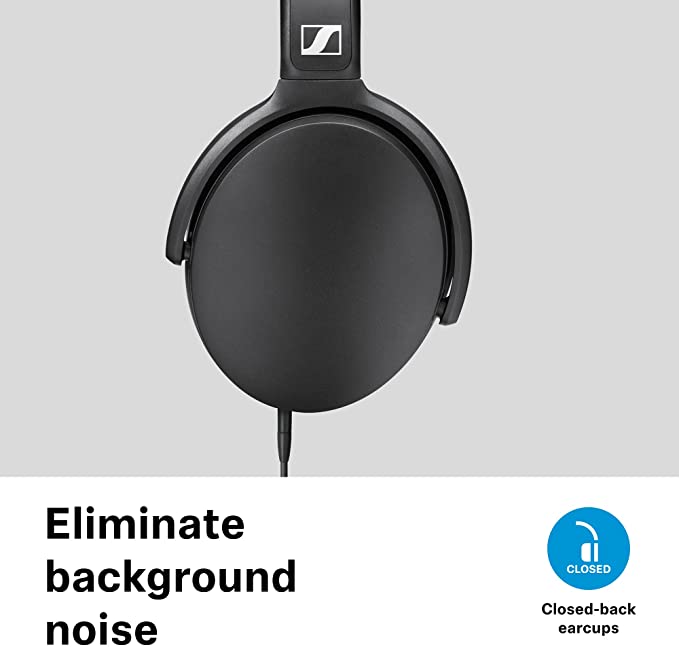 Eliminate
background
noise
CLOSED
Closed-back
earcups